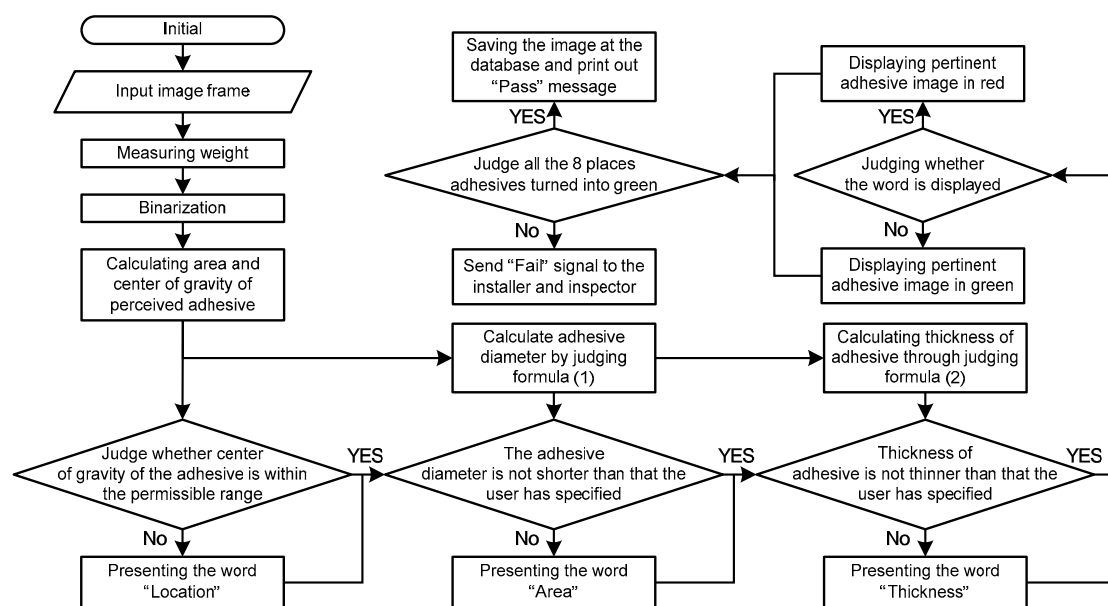 Initial
Input image frame
Measuring weight
Binarization
Calculating area and
center of gravity of
perceived adhesive
Saving the image at the
database and print out
“Pass” message
YES
Judge all the 8 places
adhesives turned into green
No
Send “Fail” signal to the
installer and inspector
Displaying pertinent
adhesive image in red
YES
Judging whether
the word is displayed
No
Displaying pertinent
adhesive image in green
Calculate adhesive
diameter by judging
formula (1)
Calculating thickness of
adhesive through judging
formula (2)
Judge whether center
of gravity of the adhesive is within
the permissible range
YES
No
Presenting the word
“Location”
The adhesive
diameter is not shorter than that the
user has specified
YES
No
Presenting the word
“Area”
Thickness of
adhesive is not thinner than that the
user has specified
YES
No
Presenting the word
“Thickness”